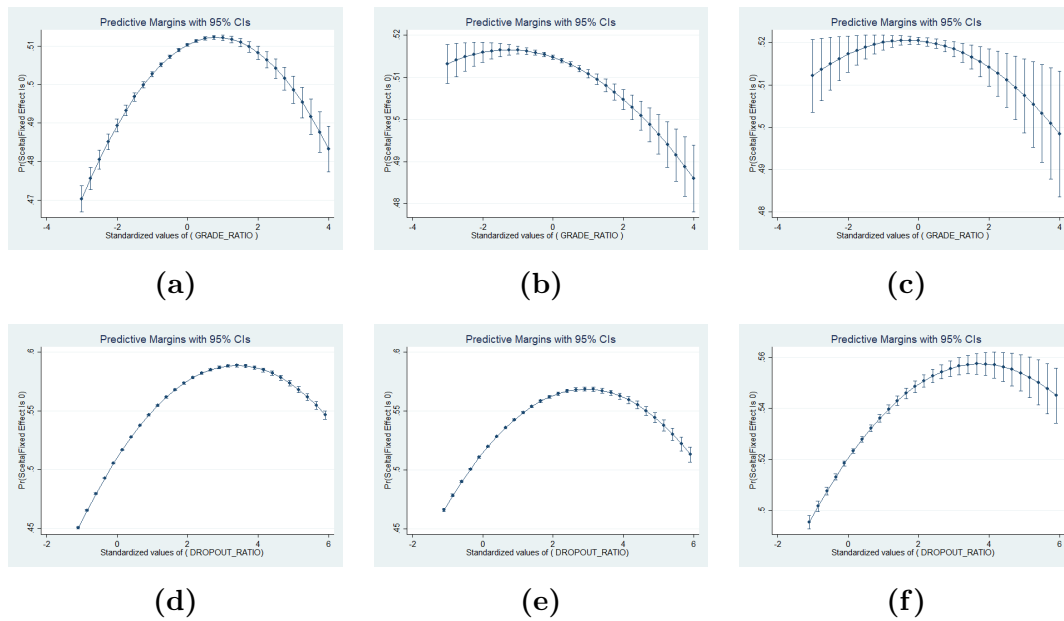 Predictive Margins with 95% CIs
Pr(Scelta|Fixed Effect Is 0)
.51
.5
.49
.48
.47
-4 -2 0 2 4
Standardized values of ( GRADE_RATIO )
(a)
Predictive Margins with 95% CIs
Pr(Scelta|Fixed Effect Is 0)
.52
.51
.5
.49
.48
-4 -2 0 2 4
Standardized values of ( GRADE_RATIO )
(b)
Predictive Margins with 95% CIs
Pr(Scelta|Fixed Effect Is 0)
.52
.51
.5
.49
.48
-4 -2 0 2 4
Standardized values of ( GRADE_RATIO )
(c)
Predictive Margins with 95% CIs
Pr(Scelta|Fixed Effect Is 0)
.6
.55
.5
.45
-2 0 2 4 6
Standardized values of ( DROPOUT_RATIO)
(d)
Predictive Margins with 95% CIs
Pr(Scelta|Fixed Effect Is 0)
.6
.55
.5
.45
-2 0 2 4 6
Standardized values of ( DROPOUT_RATIO)
(e)
Predictive Margins with 95% CIs
Pr(Scelta|Fixed Effect Is 0)
.56
.54
.52
.5
-2 0 2 4 6
Standardized values of ( DROPOUT_RATIO)
(f)